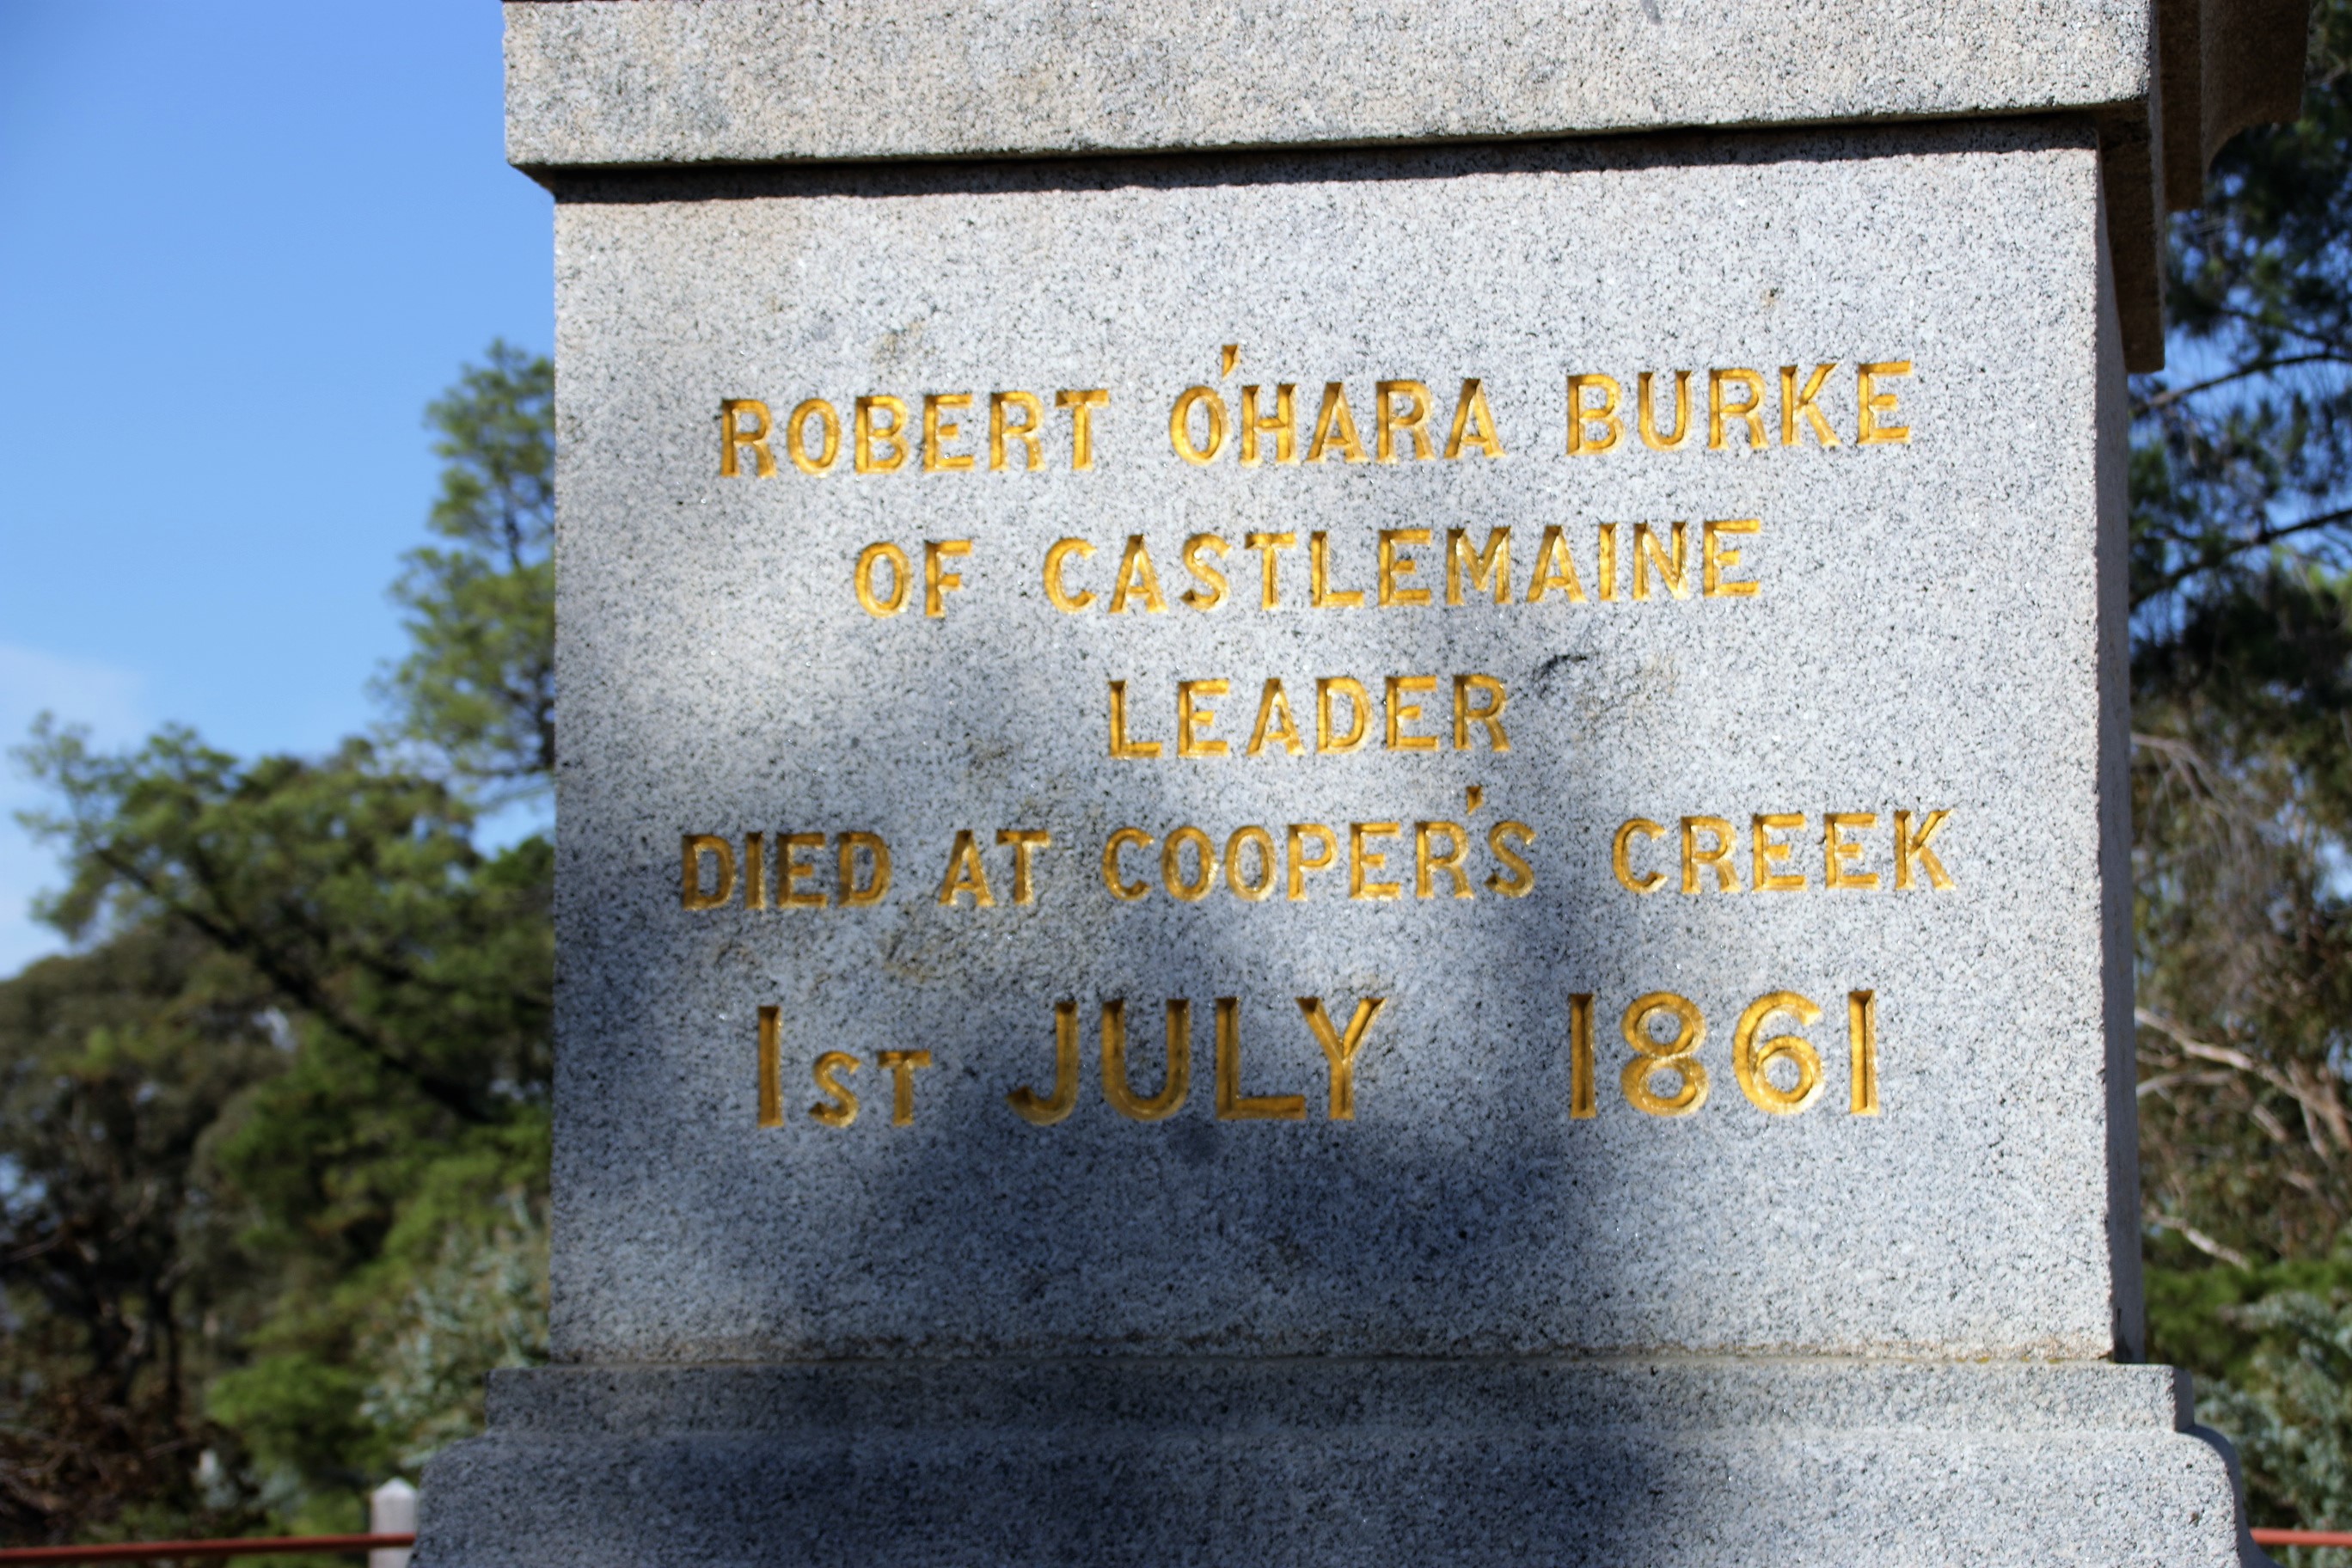 ROBERT O'HARA BURKE
OF CASTLEMAINE
LEADER
DIED AT COOPER'S CREEK
1ST JULY 1861